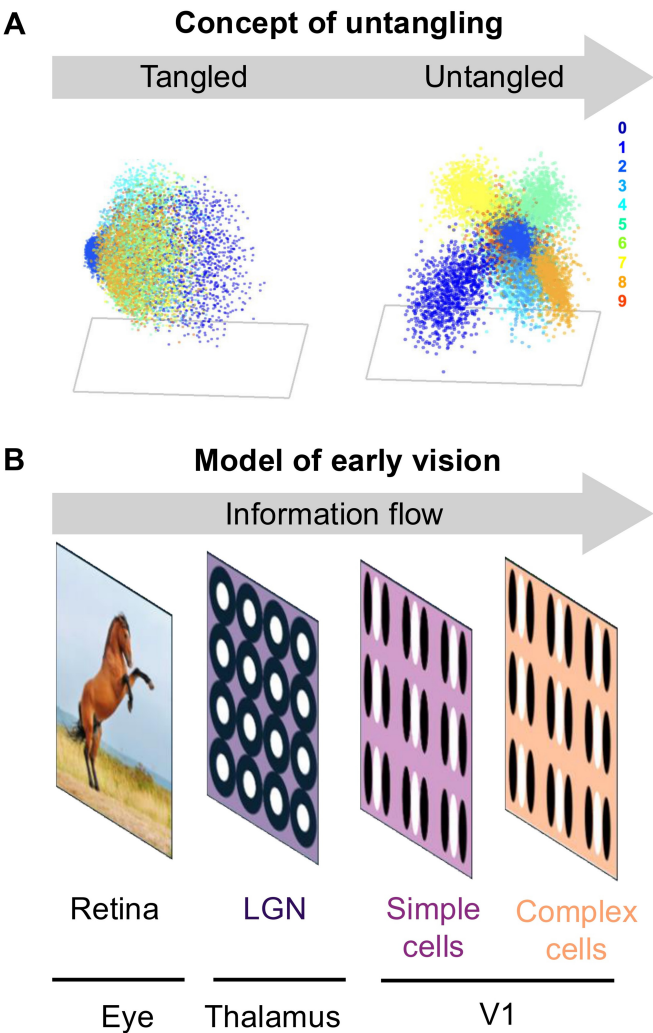 A
Concept of untangling
Tangled
Untangled
0
1
2
3
4
5
6
7
8
9
B
Model of early vision
Information flow
Retina
LGN
Simple
cells
Complex
cells
Eye
Thalamus
V1